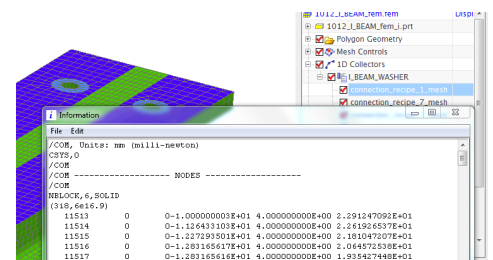 1012_I_BEAM_fem.fem Displ
1012_I_BEAM_fem_i.prt
Polygon Geometry
Mesh Controls
1D Collectors
I_BEAM_WASHER
connection_recipe_1_mesh
connection_recipe_7_mesh
i Information
File Edit
/COM, Units: mm (milli-newton)
CSYS,0
/COM
/COM ------------------- NODES -------------------
/COM
NBLOCK,6,SOLID
(3i8,6e16.9)
11513 0 0-1.000000003E+01 4.000000000E+00 2.291247092E+01
11514 0 0-1.126433103E+01 4.000000000E+00 2.261926537E+01
11515 0 0-1.227293501E+01 4.000000000E+00 2.181047207E+01
11516 0 0-1.283165617E+01 4.000000000E+00 2.064572538E+01
11517 0 0-1.283165616E+01 4.000000000E+00 1.935427448E+01